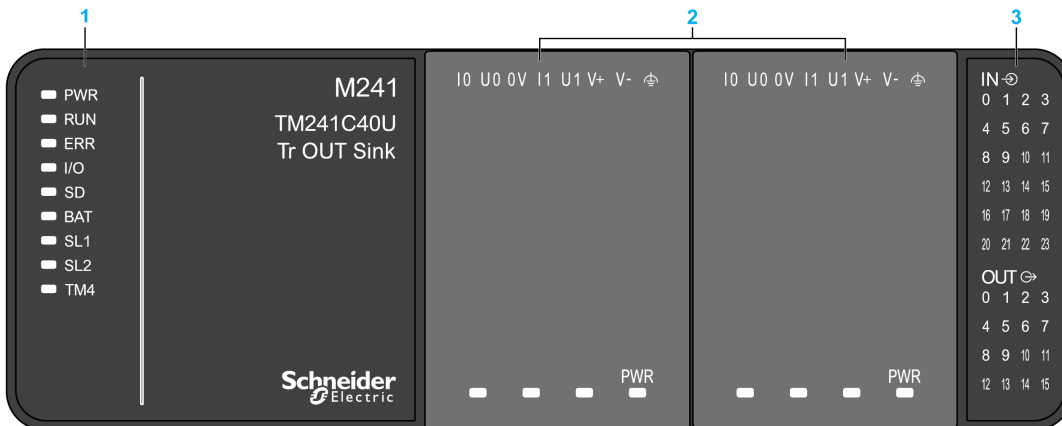 1
2
3
PWR
RUN
ERR
I/O
SD
BAT
SL1
SL2
TM4
M241
TM241C40U
Tr OUT Sink
Schneider
Electric
I0 U0 0V I1 U1 V+ V-
PWR
I0 U0 0V I1 U1 V+ V-
PWR
IN
0 1 2 3
4 5 6 7
8 9 10 11
12 13 14 15
16 17 18 19
20 21 22 23
OUT
0 1 2 3
4 5 6 7
8 9 10 11
12 13 14 15